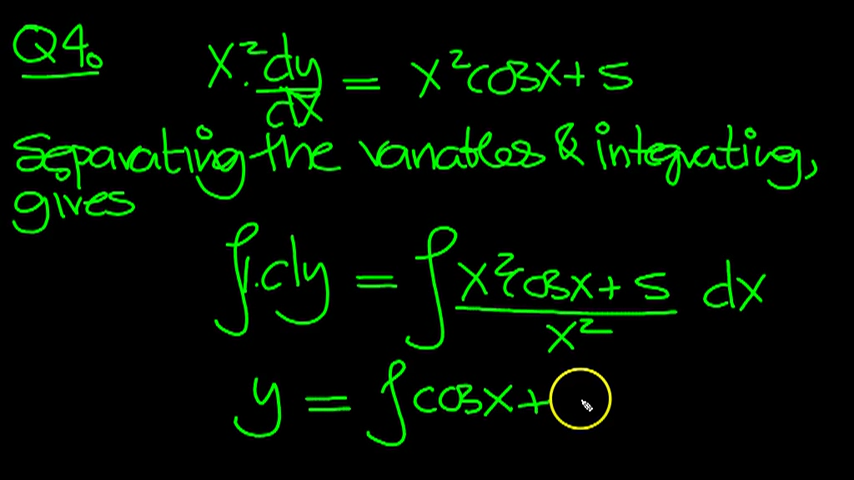 Q4.
x². dy/dx = x²cosx + 5
Separating the variables & integrating,
gives
∫1.dy = ∫ (x²cosx + 5)/x² dx
y = ∫cosx +